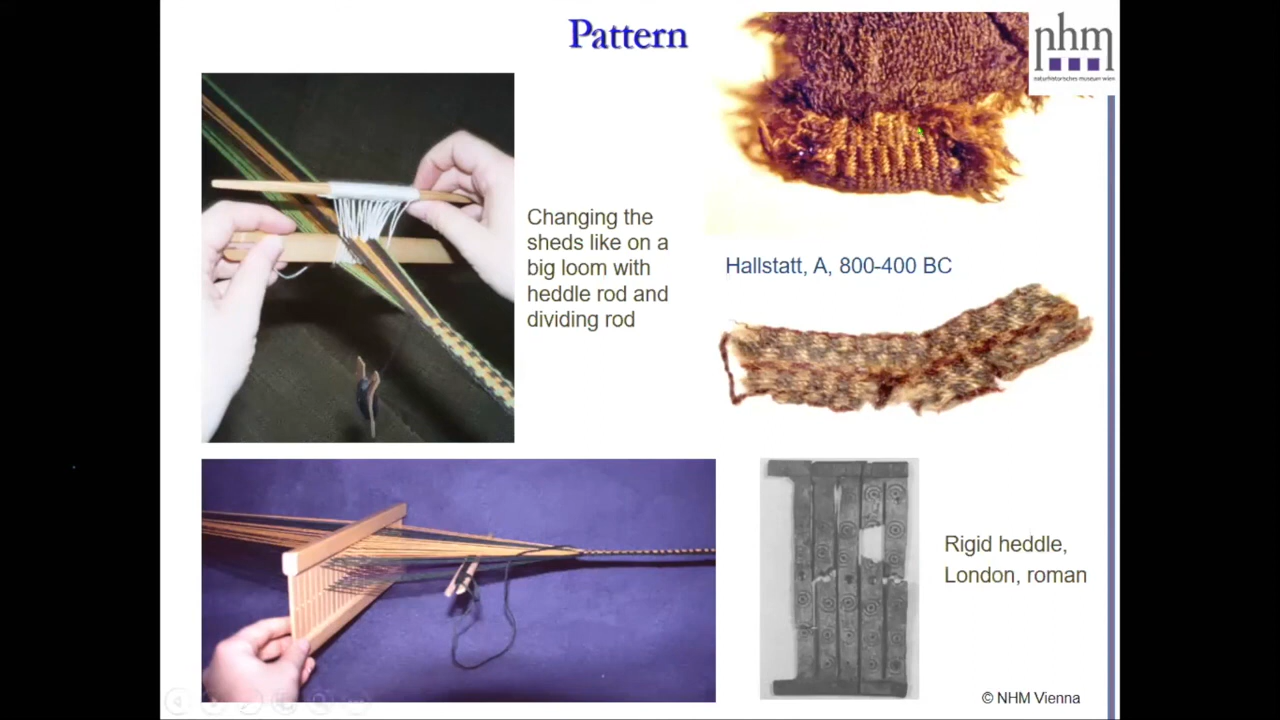 Pattern
nhm
naturhistorisches museum wien
Changing the
sheds like on a
big loom with
heddle rod and
dividing rod
Hallstatt, A, 800-400 BC
Rigid heddle,
London, roman
© NHM Vienna